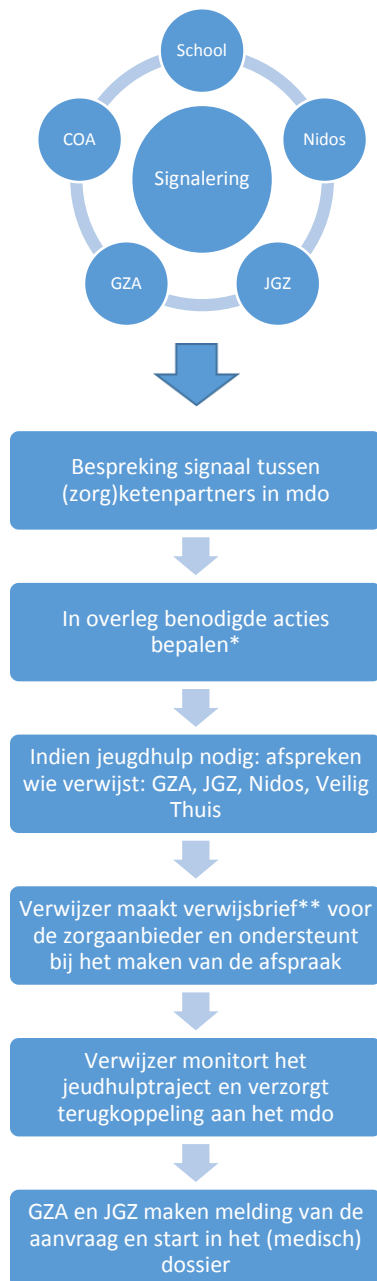 School
COA
Nidos
Signalering
GZA
JGZ
Bespreking signaal tussen
(zorg)ketenpartners in mdo
In overleg benodigde acties
bepalen*
Indien jeugdhulp nodig: afspreken
wie verwijst: GZA, JGZ, Nidos, Veilig
Thuis
Verwijzer maakt verwijsbrief** voor
de zorgaanbieder en ondersteunt
bij het maken van de afspraak
Verwijzer monitort het
jeudhulptraject en verzorgt
terugkoppeling aan het mdo
GZA en JGZ maken melding van de
aanvraag en start in het (medisch)
dossier